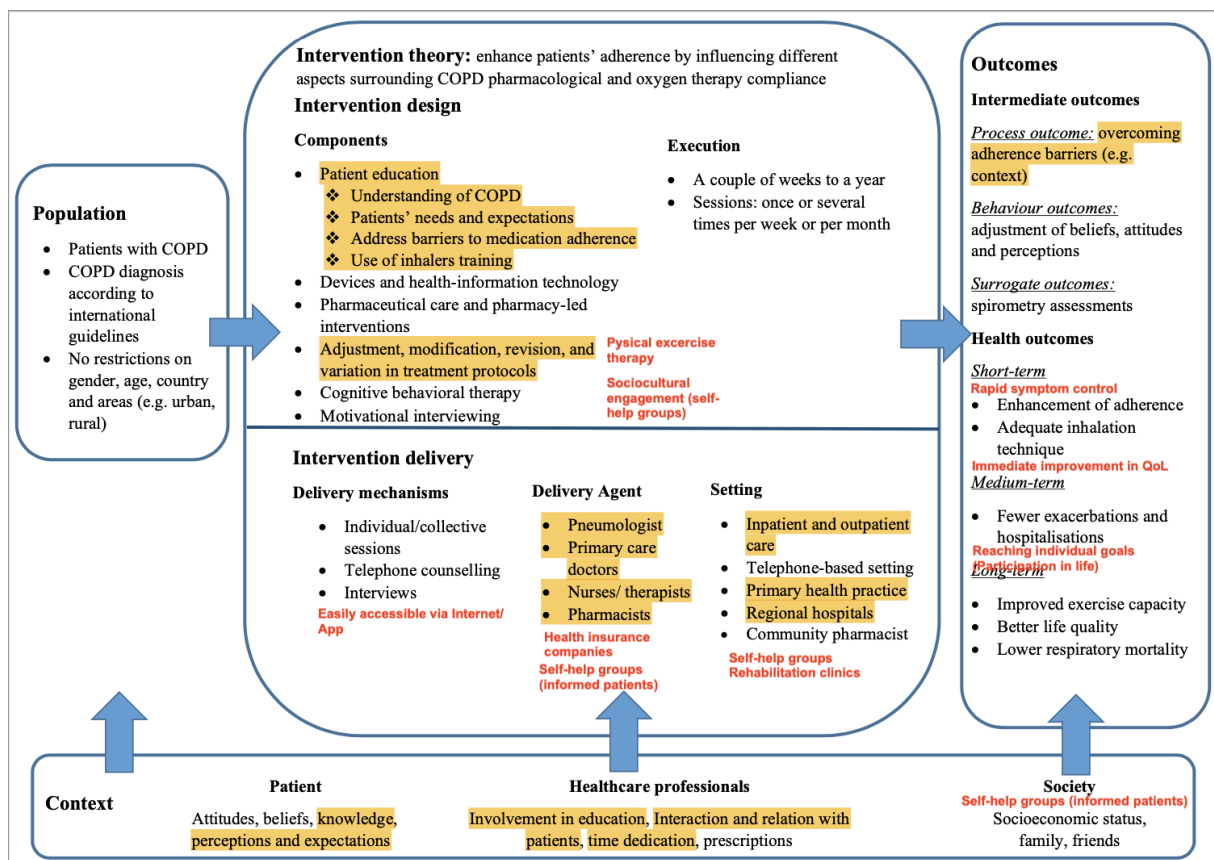 Population
• Patients with COPD
• COPD diagnosis
according to
international
guidelines
• No restrictions on
gender, age, country
and areas (e.g. urban,
rural)
Intervention theory: enhance patients' adherence by influencing different
aspects surrounding COPD pharmacological and oxygen therapy compliance
Intervention design
Components
• Patient education
❖ Understanding of COPD
❖ Patients' needs and expectations
❖ Address barriers to medication adherence
❖ Use of inhalers training
• Devices and health-information technology
• Pharmaceutical care and pharmacy-led
interventions
• Adjustment, modification, revision, and
variation in treatment protocols
• Cognitive behavioral therapy
• Motivational interviewing
Execution
• A couple of weeks to a year
• Sessions: once or several
times per week or per month
Pysical excercise
therapy
Sociocultural
engagement (self-
help groups)
Intervention delivery
Delivery mechanisms
• Individual/collective
sessions
• Telephone counselling
• Interviews
Easily accessible via Internet/
App
Delivery Agent
• Pneumologist
• Primary care
doctors
• Nurses/ therapists
• Pharmacists
Health insurance
companies
Self-help groups
(informed patients)
Setting
• Inpatient and outpatient
care
• Telephone-based setting
• Primary health practice
• Regional hospitals
• Community pharmacist
Self-help groups
Rehabilitation clinics
Outcomes
Intermediate outcomes
Process outcome: overcoming
adherence barriers (e.g.
context)
Behaviour outcomes:
adjustment of beliefs, attitudes
and perceptions
Surrogate outcomes:
spirometry assessments
Health outcomes
Short-term
Rapid symptom control
• Enhancement of adherence
• Adequate inhalation
technique
Immediate improvement in QoL
Medium-term
• Fewer exacerbations and
hospitalisations
Reaching individual goals
(Participation in life)
Long-term
• Improved exercise capacity
• Better life quality
• Lower respiratory mortality
Context
Patient
Attitudes, beliefs, knowledge,
perceptions and expectations
Healthcare professionals
Involvement in education, Interaction and relation with
patients, time dedication, prescriptions
Society
Self-help groups (informed patients)
Socioeconomic status,
family, friends